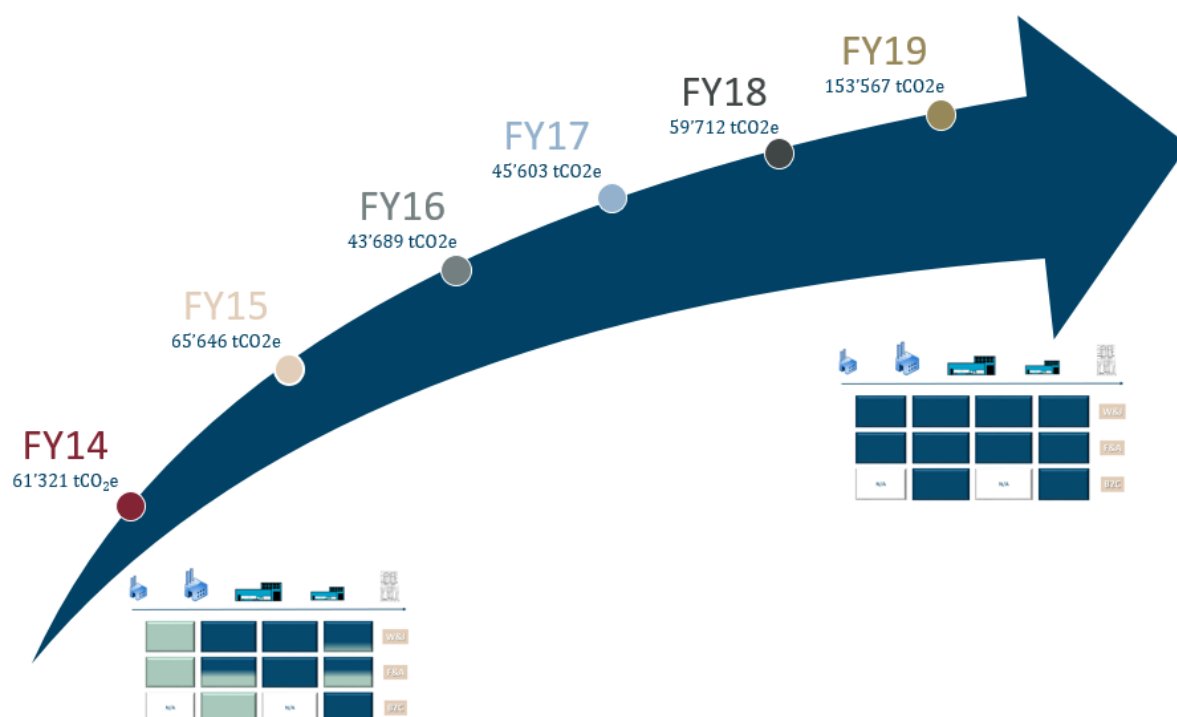 FY19
153'567 tCO2e
FY18
59'712 tCO2e
FY17
45'603 tCO2e
FY16
43'689 tCO2e
FY15
65'646 tCO2e
FY14
61'321 tCO₂e
W&J
F&A
N/A N/A B2C
W&J
F&A
N/A N/A B2C